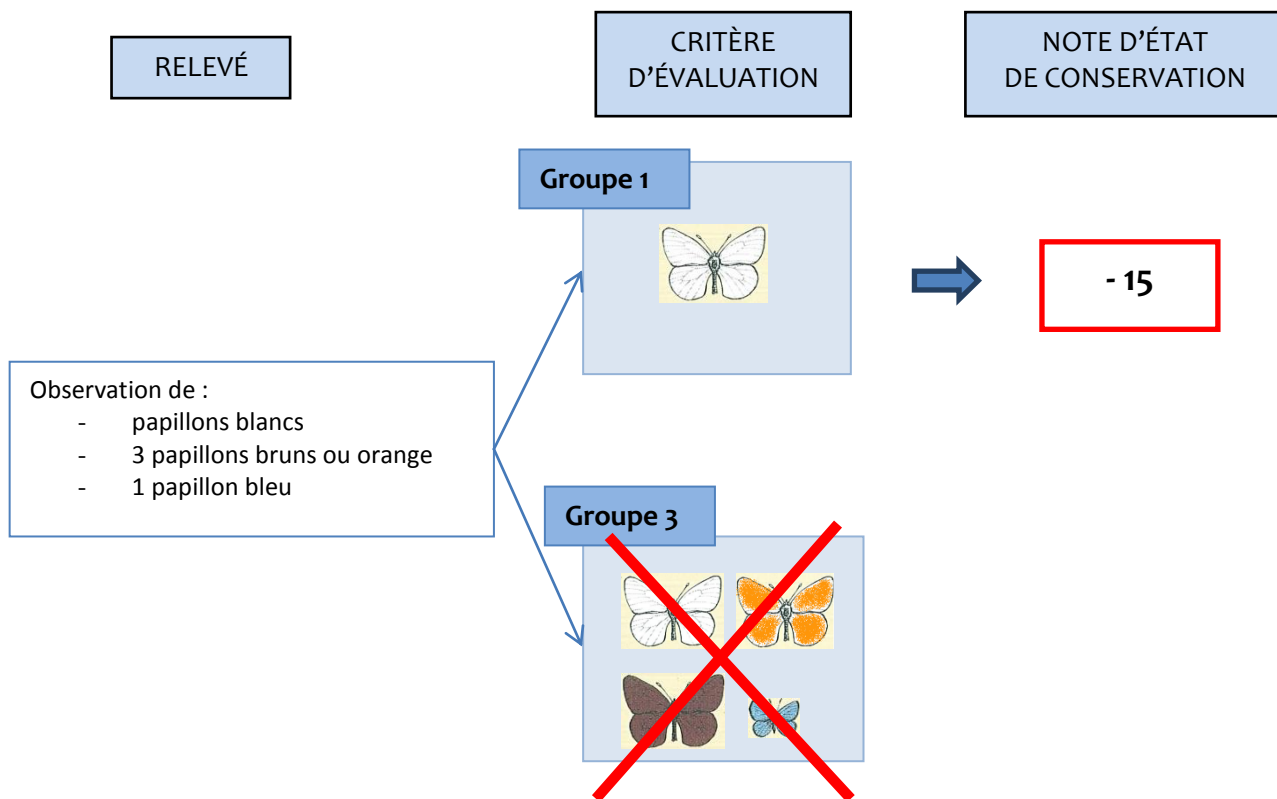 RELEVÉ
CRITÈRE
D’ÉVALUATION
NOTE D’ÉTAT
DE CONSERVATION
Groupe 1
- 15
Observation de :
- papillons blancs
- 3 papillons bruns ou orange
- 1 papillon bleu
Groupe 3